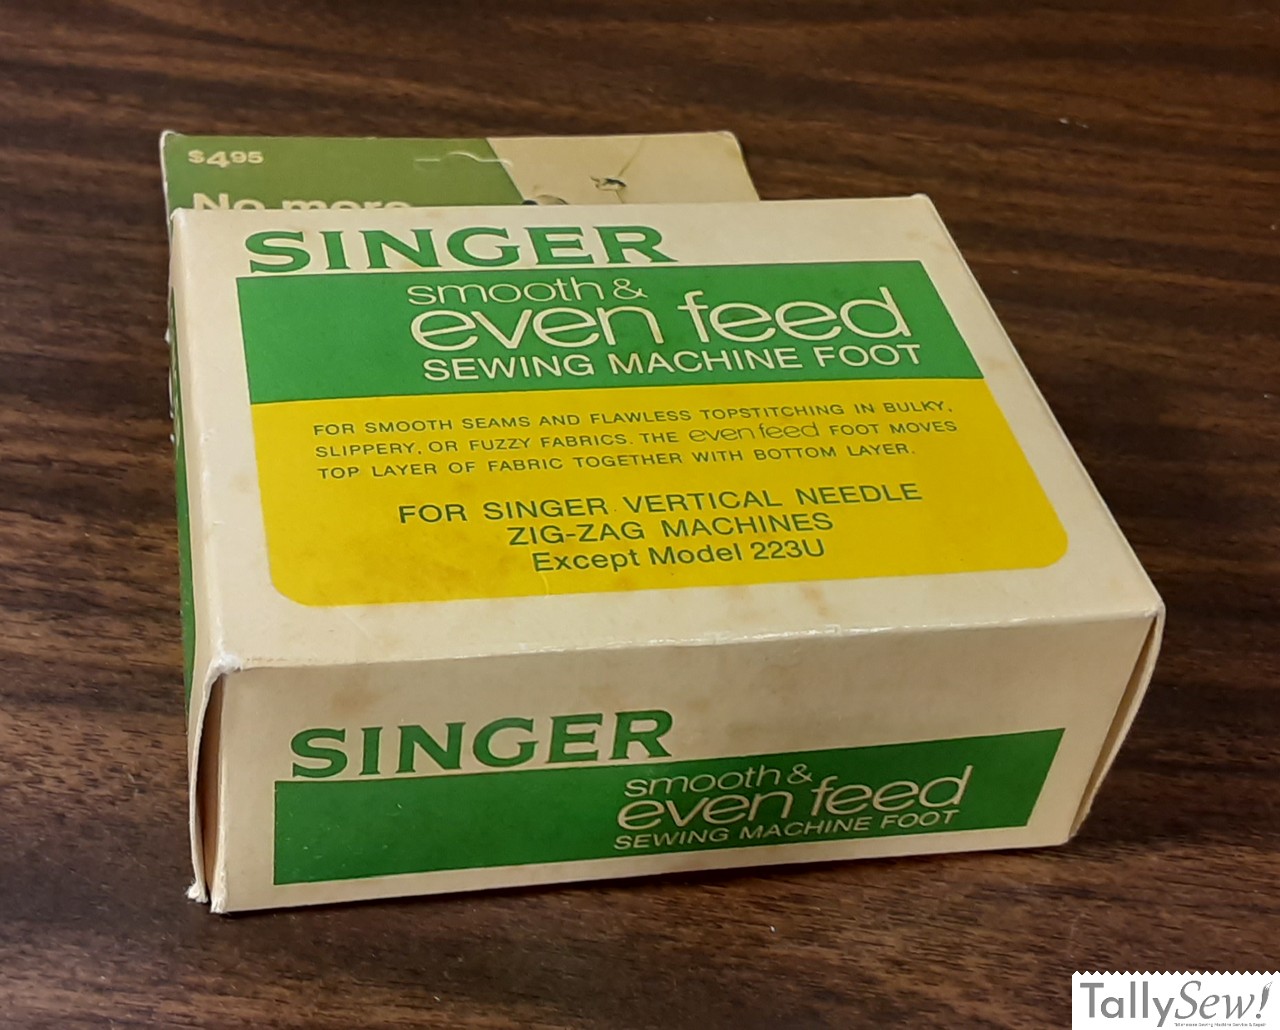 $4.95
No more
SINGER
smooth &
even feed
SEWING MACHINE FOOT
FOR SMOOTH SEAMS AND FLAWLESS TOPSTITCHING IN BULKY,
SLIPPERY, OR FUZZY FABRICS. THE even feed FOOT MOVES
TOP LAYER OF FABRIC TOGETHER WITH BOTTOM LAYER.
FOR SINGER VERTICAL NEEDLE
ZIG-ZAG MACHINES
Except Model 223U
SINGER
smooth &
even feed
SEWING MACHINE FOOT
TallySew!